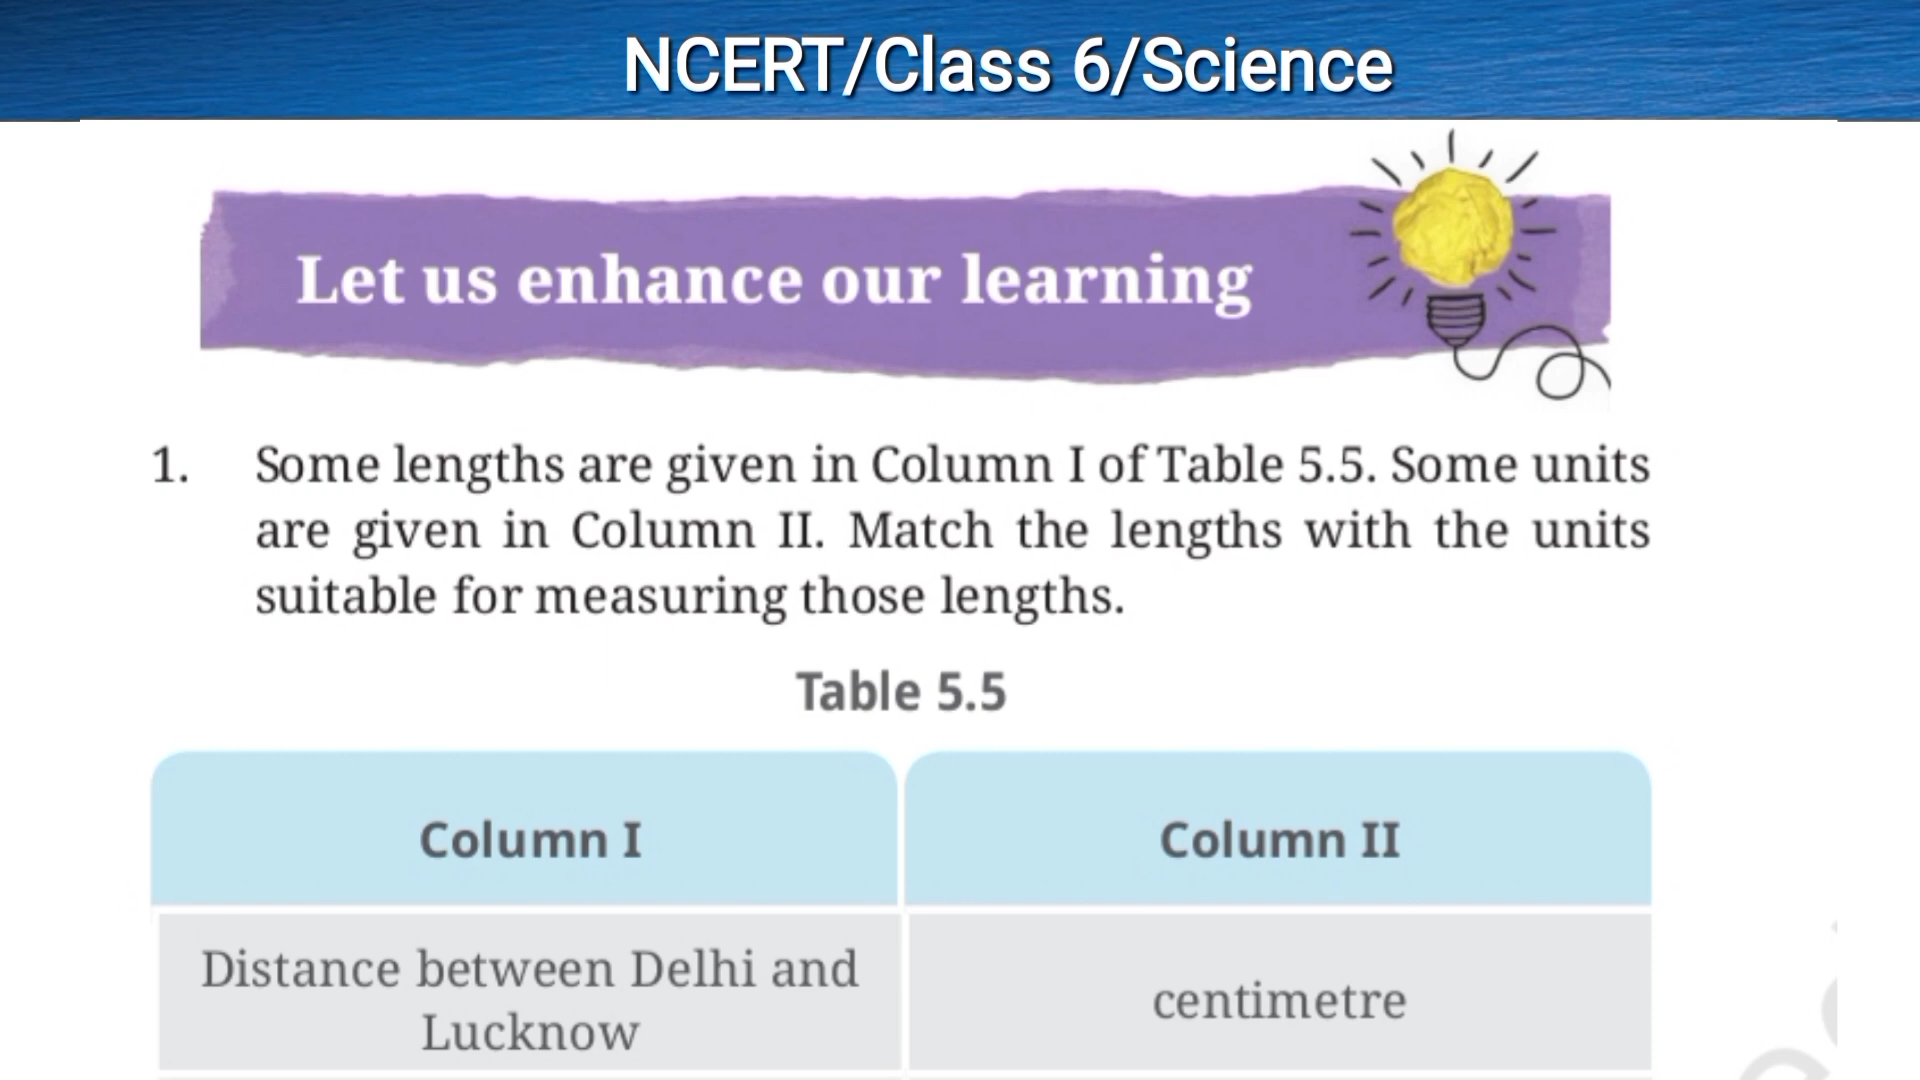 NCERT/Class 6/Science
Let us enhance our learning
1. Some lengths are given in Column I of Table 5.5. Some units
are given in Column II. Match the lengths with the units
suitable for measuring those lengths.
Table 5.5
Column I Column II
Distance between Delhi and
Lucknow
centimetre